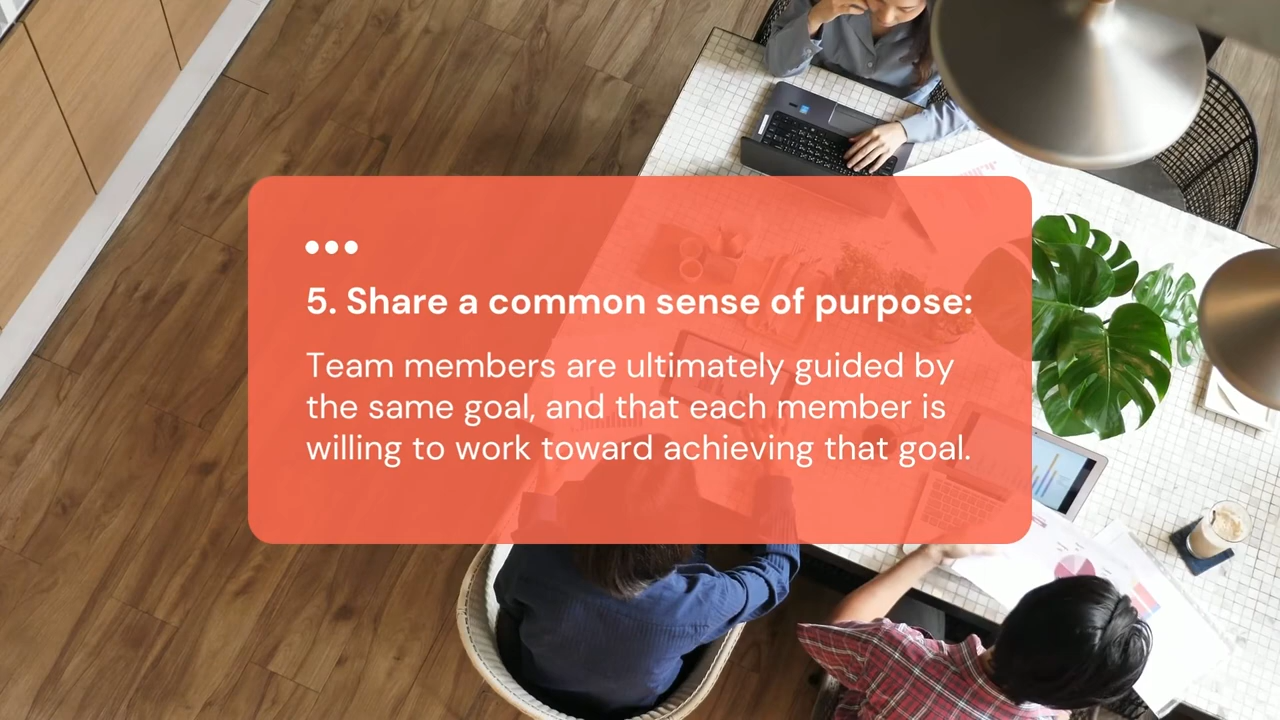 5. Share a common sense of purpose:
Team members are ultimately guided by
the same goal, and that each member is
willing to work toward achieving that goal.